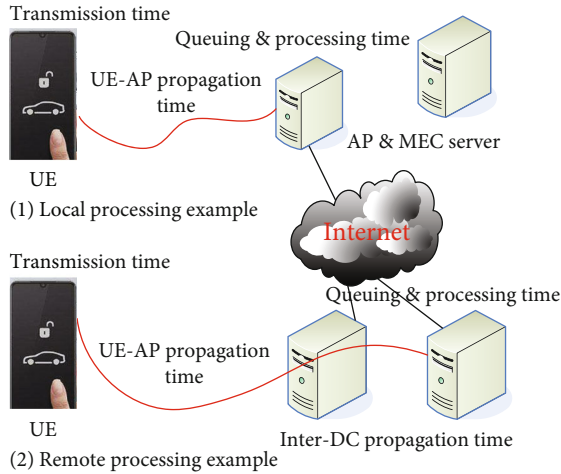 Transmission time
Queuing & processing time
UE-AP propagation
time
AP & MEC server
UE
(1) Local processing example
Internet
Transmission time
Queuing & processing time
UE-AP propagation
time
UE
Inter-DC propagation time
(2) Remote processing example